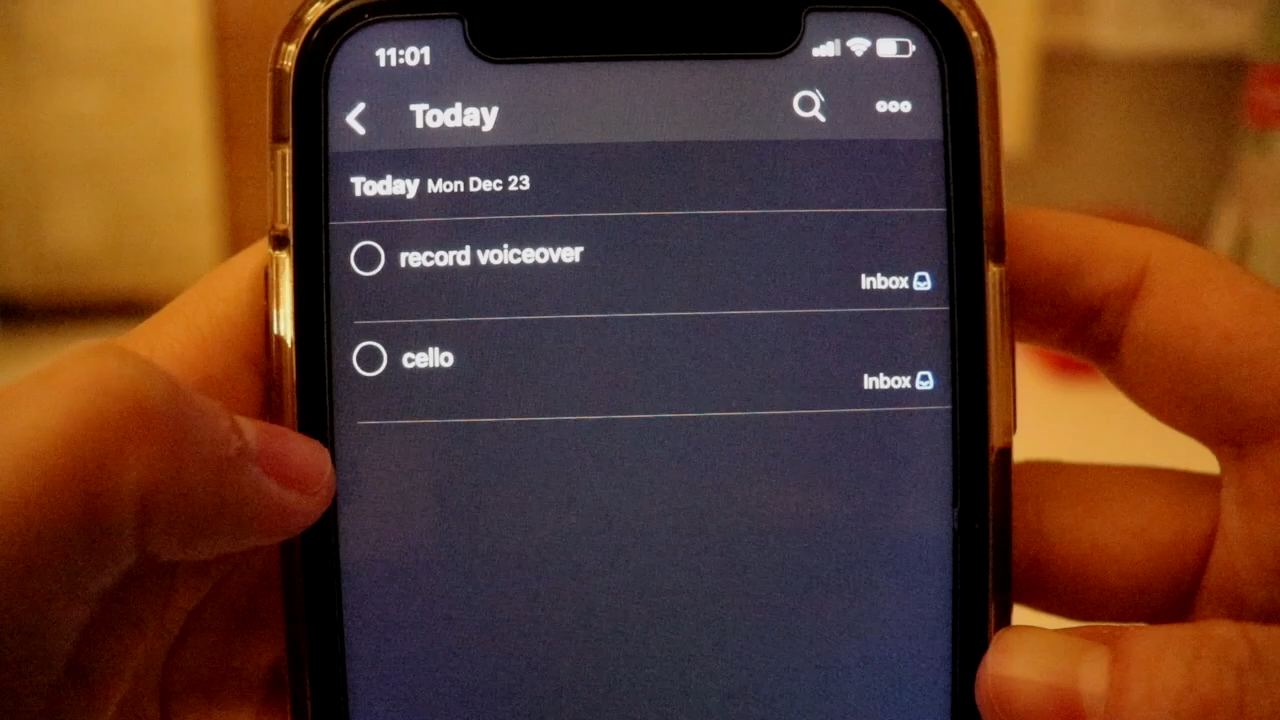 11:01
Today
Today Mon Dec 23
record voiceover
Inbox
cello
Inbox